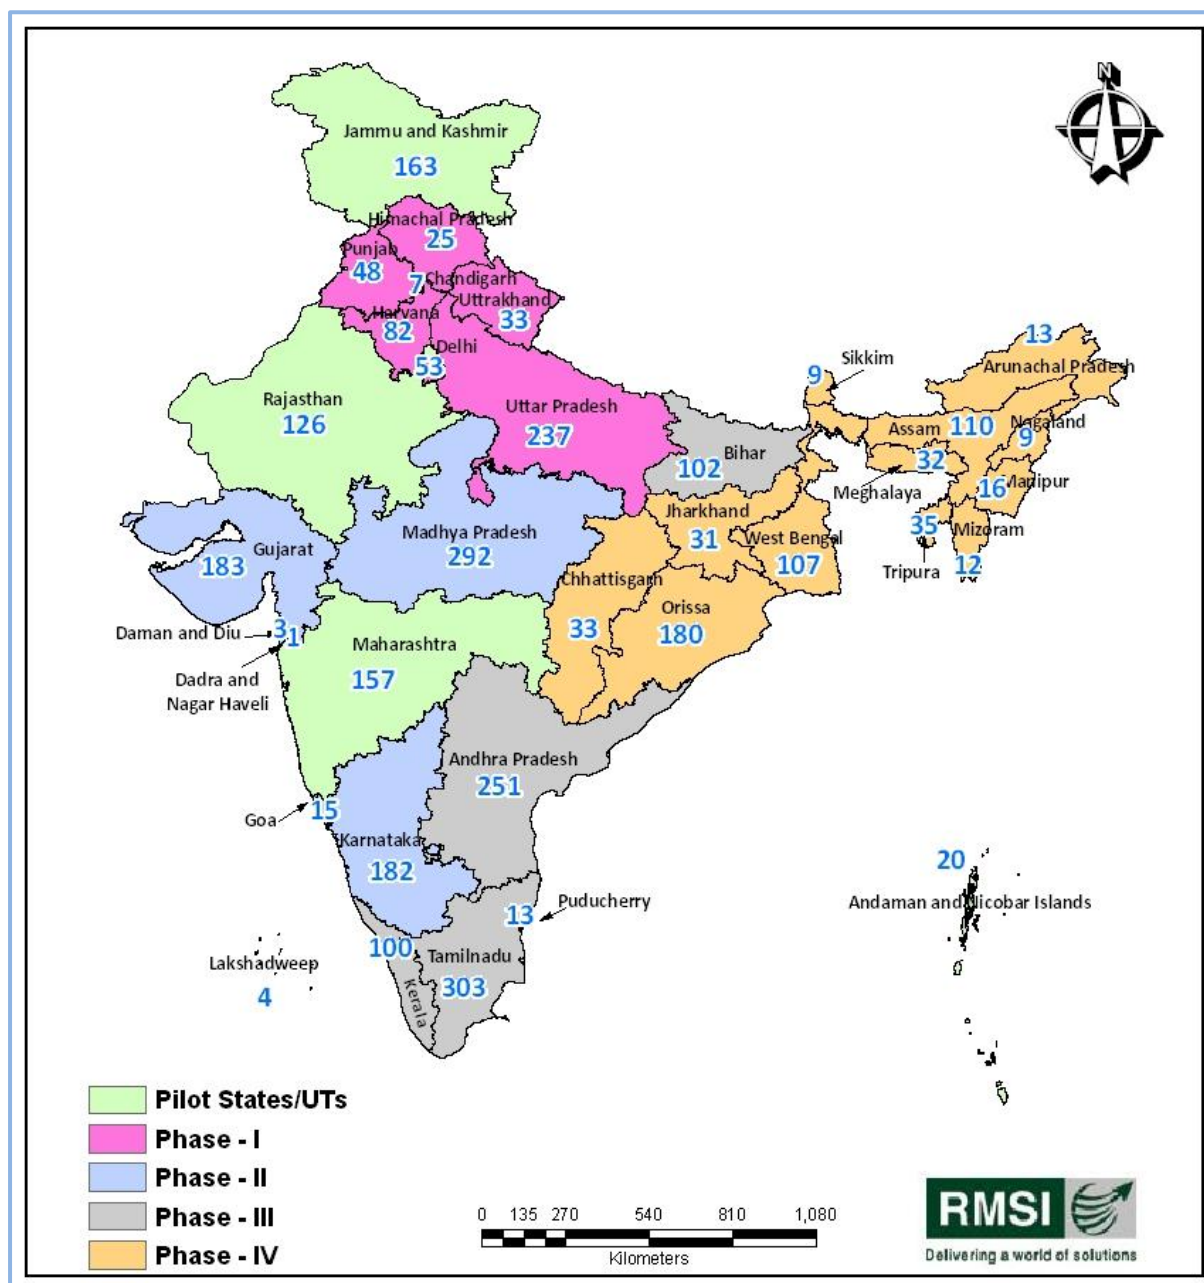 N
Jammu and Kashmir
163
Himachal Pradesh
25
Punjab
48
7
Chandigarh
Uttrakhand
33
Haryana
82
Delhi
53
Rajasthan
126
Uttar Pradesh
237
Bihar
102
Sikkim
9
13
Arunachal Pradesh
Assam
110
Nagaland
9
32
Meghalaya
16
Manipur
35
Tripura
Mizoram
12
Gujarat
183
Madhya Pradesh
292
Jharkhand
31
West Bengal
107
Chhattisgarh
33
Orissa
180
Daman and Diu
3
1
Dadra and
Nagar Haveli
Maharashtra
157
Andhra Pradesh
251
Goa
15
Karnataka
182
20
Andaman and Nicobar Islands
13
Puducherry
100
Kerala
Tamilnadu
303
Lakshadweep
4
Pilot States/UTs
Phase - I
Phase - II
Phase - III
Phase - IV
0 135 270 540 810 1,080
Kilometers
RMSI
Delivering a world of solutions